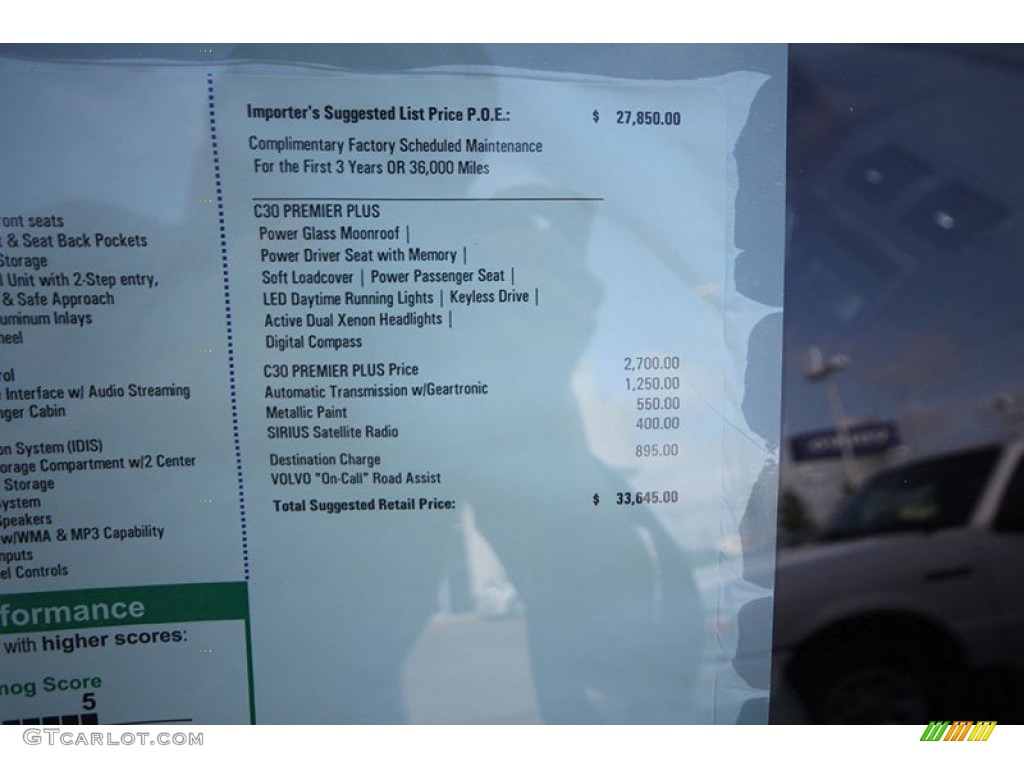 Importer's Suggested List Price P.O.E.: $ 27,850.00
Complimentary Factory Scheduled Maintenance
For the First 3 Years OR 36,000 Miles
C30 PREMIER PLUS
Power Glass Moonroof |
Power Driver Seat with Memory |
Soft Loadcover | Power Passenger Seat |
LED Daytime Running Lights | Keyless Drive |
Active Dual Xenon Headlights |
Digital Compass
C30 PREMIER PLUS Price 2,700.00
Automatic Transmission w/Geartronic 1,250.00
Metallic Paint 550.00
SIRIUS Satellite Radio 400.00
Destination Charge 895.00
VOLVO "On-Call" Road Assist
Total Suggested Retail Price: $ 33,645.00
ont seats
& Seat Back Pockets
Storage
Unit with 2-Step entry,
& Safe Approach
uminum Inlays
heel
rol
Interface w/ Audio Streaming
nger Cabin
on System (IDIS)
orage Compartment w/2 Center
Storage
ystem
Speakers
w/WMA & MP3 Capability
nputs
el Controls
formance
with higher scores:
mog Score
5
GTCARLOT.COM